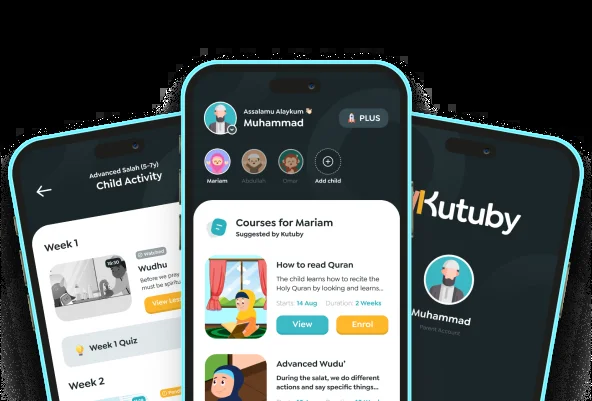 Advanced Salah (5-7y)
Child Activity
Week 1
10:30
Watched
Wudhu
Before we pray
must be spiritu
View Les
Week 1 Quiz
Week 2
Assalamu Alaykum
Muhammad
PLUS
Mariam
Abdullah
Omar
Add child
Courses for Mariam
Suggested by Kutuby
How to read Quran
The child learns how to recite the
Holy Quran by looking and learns...
Starts 14 Aug Duration: 2 Weeks
View
Enrol
Advanced Wudu'
During the salat, we do different
actions and say specific things...
Kutuby
Muhammad
Parent Account